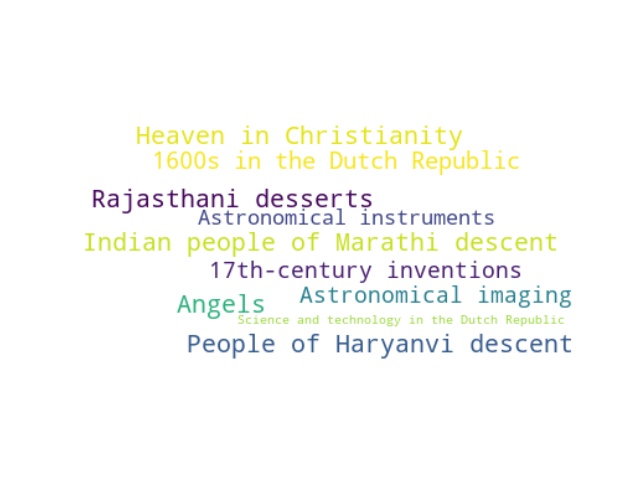 Heaven in Christianity
1600s in the Dutch Republic
Rajasthani desserts
Astronomical instruments
Indian people of Marathi descent
17th-century inventions
Astronomical imaging
Angels
Science and technology in the Dutch Republic
People of Haryanvi descent